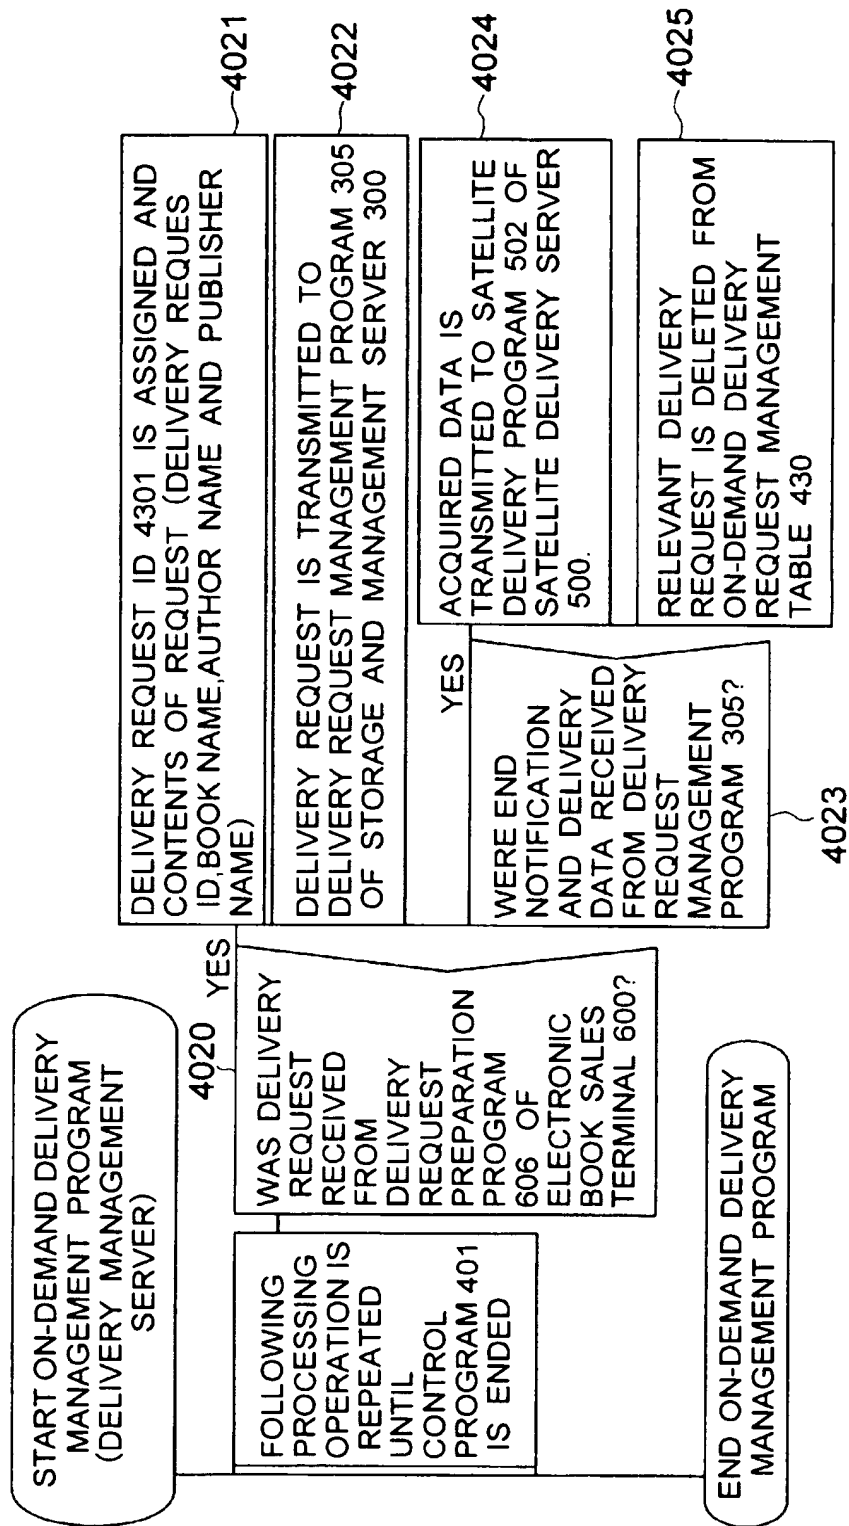 START ON-DEMAND DELIVERY
MANAGEMENT PROGRAM
(DELIVERY MANAGEMENT
SERVER)
FOLLOWING
PROCESSING
OPERATION IS
REPEATED
UNTIL
CONTROL
PROGRAM 401
IS ENDED
4020
YES
WAS DELIVERY
REQUEST
RECEIVED
FROM
DELIVERY
REQUEST
PREPARATION
PROGRAM
606 OF
ELECTRONIC
BOOK SALES
TERMINAL 600?
DELIVERY REQUEST ID 4301 IS ASSIGNED AND
CONTENTS OF REQUEST (DELIVERY REQUES
ID,BOOK NAME,AUTHOR NAME AND PUBLISHER
NAME)
4021
DELIVERY REQUEST IS TRANSMITTED TO
DELIVERY REQUEST MANAGEMENT PROGRAM 305
OF STORAGE AND MANAGEMENT SERVER 300
4022
YES
WERE END
NOTIFICATION
AND DELIVERY
DATA RECEIVED
FROM DELIVERY
REQUEST
MANAGEMENT
PROGRAM 305?
4023
ACQUIRED DATA IS
TRANSMITTED TO SATELLITE
DELIVERY PROGRAM 502 OF
SATELLITE DELIVERY SERVER
500.
4024
RELEVANT DELIVERY
REQUEST IS DELETED FROM
ON-DEMAND DELIVERY
REQUEST MANAGEMENT
TABLE 430
4025
END ON-DEMAND DELIVERY
MANAGEMENT PROGRAM